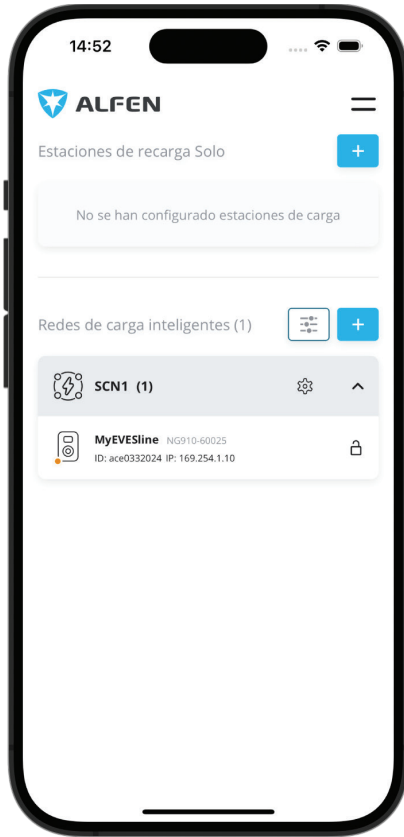 14:52
ALFEN
Estaciones de recarga Solo
+
No se han configurado estaciones de carga
Redes de carga inteligentes (1)
+
SCN1 (1)
MyEVESline NG910-60025
ID: ace0332024 IP: 169.254.1.10